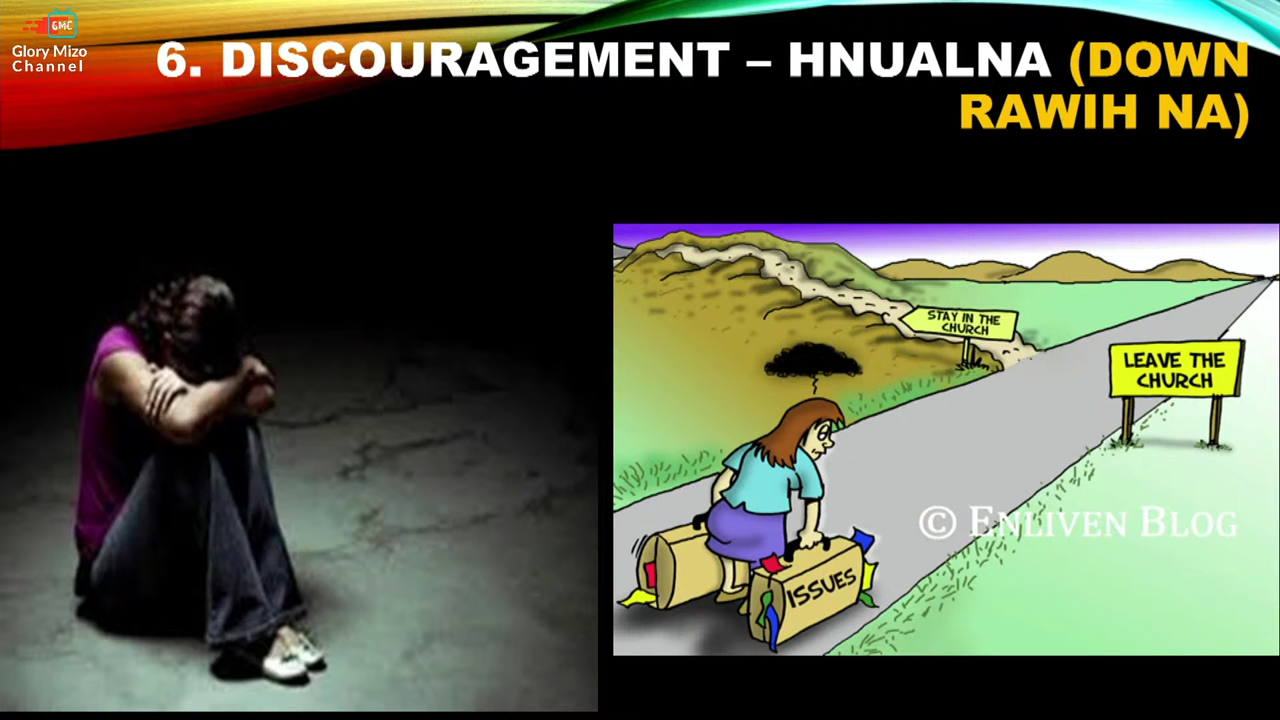 GMC
Glory Mizo
Channel
6. DISCOURAGEMENT – HNUALNA (DOWN
RAWIH NA)
STAY IN THE
CHURCH
LEAVE THE
CHURCH
© ENLIVEN BLOG
ISSUES